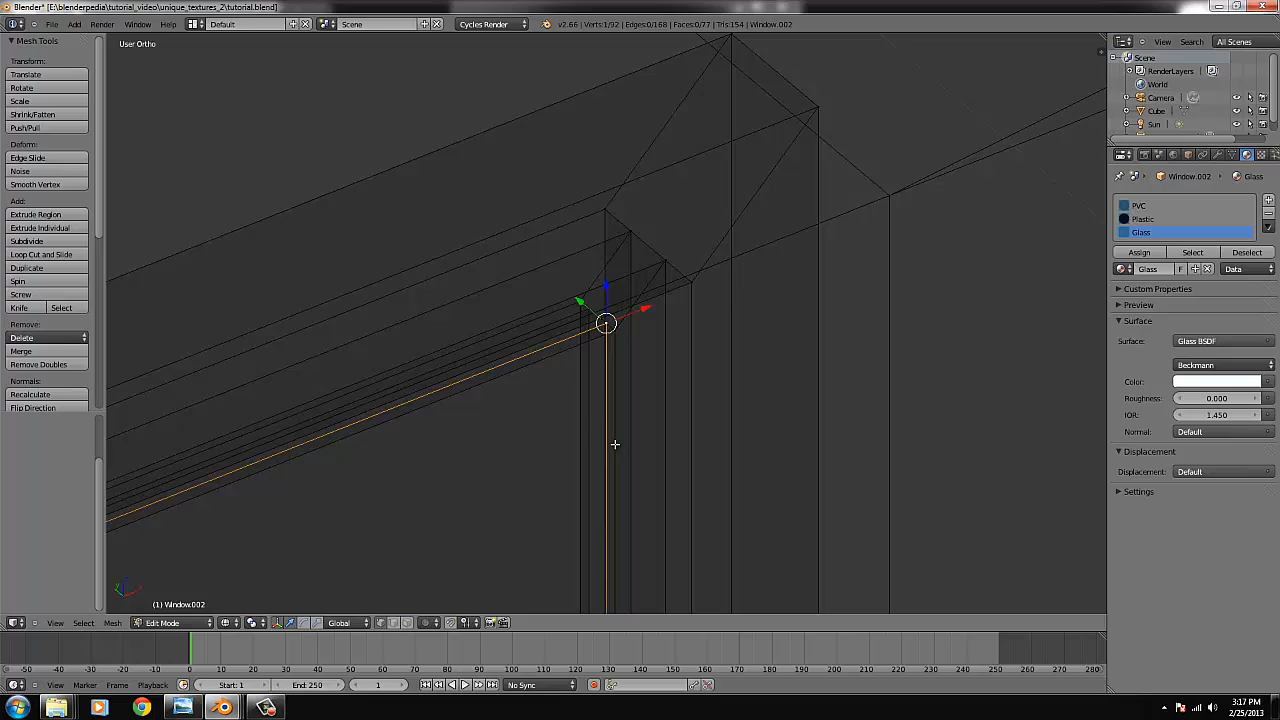 Blender* [E:\blenderpedia\tutorial_video\unique_textures_2\tutorial.blend]
File Add Render Window Help Default Scene Cycles Render v2.66 | Verts:1/92 | Edges:0/168 | Faces:0/77 | Tris:154 | Window.002
Mesh Tools
Transform:
Translate
Rotate
Scale
Shrink/Fatten
Push/Pull
Deform:
Edge Slide
Noise
Smooth Vertex
Add:
Extrude Region
Extrude Individual
Subdivide
Loop Cut and Slide
Duplicate
Spin
Screw
Knife Select
Remove:
Delete
Merge
Remove Doubles
Normals:
Recalculate
Flip Direction
User Ortho
(1) Window.002
View Search All Scenes
Scene
RenderLayers
World
Camera
Cube
Sun
Window.002 Glass
PVC
Plastic
Glass
Assign Select Deselect
Glass F Data
Custom Properties
Preview
Surface
Surface: Glass BSDF
Beckmann
Color:
Roughness: 0.000
IOR: 1.450
Normal: Default
Displacement
Displacement: Default
Settings
View Select Mesh Edit Mode Global
-50 -40 -30 -20 -10 0 10 20 30 40 50 60 70 80 90 100 110 120 130 140 150 160 170 180 190 200 210 220 230 240 250 260 270 280
View Marker Frame Playback Start: 1 End: 250 1 No Sync
3:17 PM
2/25/2013